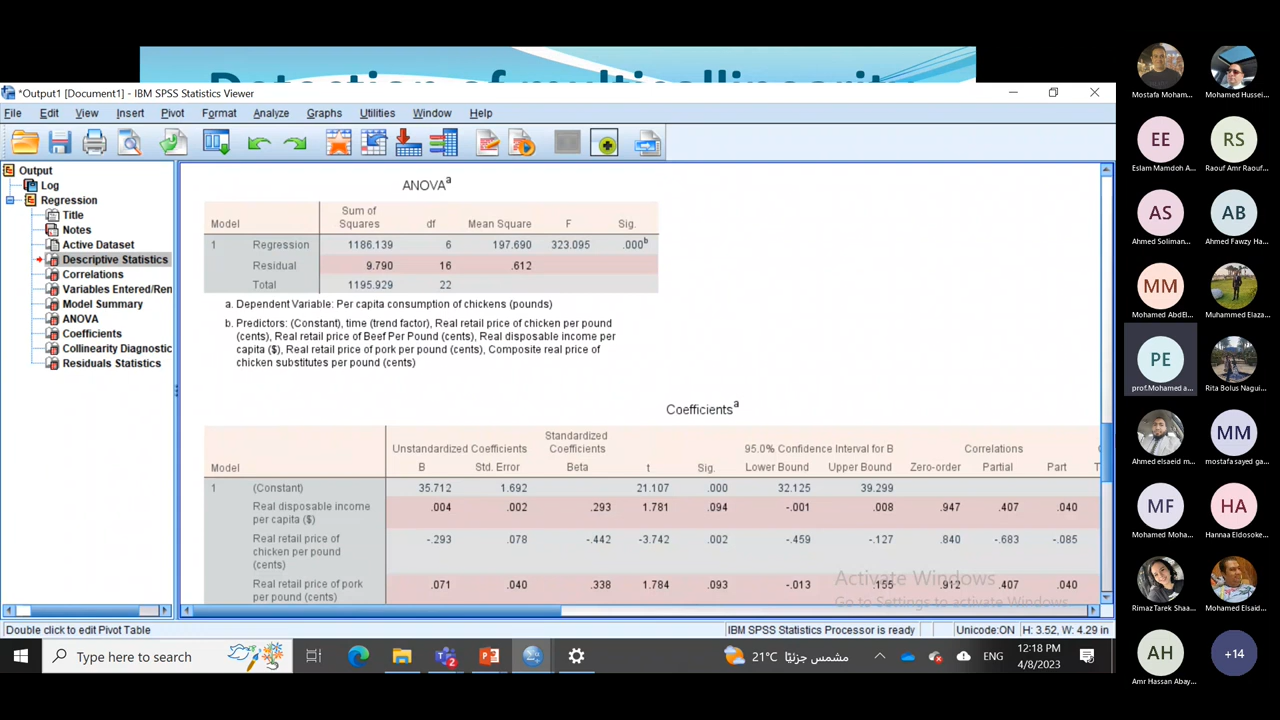 Detection of multicollinearity
*Output1 [Document1] - IBM SPSS Statistics Viewer
File Edit View Insert Pivot Format Analyze Graphs Utilities Window Help
Output
Log
Regression
Title
Notes
Active Dataset
Descriptive Statistics
Correlations
Variables Entered/Ren
Model Summary
ANOVA
Coefficients
Collinearity Diagnostic
Residuals Statistics
ANOVAa
Model Sum of Squares df Mean Square F Sig.
1 Regression 1186.139 6 197.690 323.095 .000b
Residual 9.790 16 .612
Total 1195.929 22
a. Dependent Variable: Per capita consumption of chickens (pounds)
b. Predictors: (Constant), time (trend factor), Real retail price of chicken per pound
(cents), Real retail price of Beef Per Pound (cents), Real disposable income per
capita ($), Real retail price of pork per pound (cents), Composite real price of
chicken substitutes per pound (cents)
Coefficientsa
Unstandardized Coefficients Standardized Coefficients 95.0% Confidence Interval for B Correlations
Model B Std. Error Beta t Sig. Lower Bound Upper Bound Zero-order Partial Part
1 (Constant) 35.712 1.692 21.107 .000 32.125 39.299
Real disposable income per capita ($) .004 .002 .293 1.781 .094 -.001 .008 .947 .407 .040
Real retail price of chicken per pound (cents) -.293 .078 -.442 -3.742 .002 -.459 -.127 .840 -.683 -.085
Real retail price of pork per pound (cents) .071 .040 .338 1.784 .093 -.013 .155 .912 .407 .040
Activate Windows
Go to Settings to activate Windows.
Double click to edit Pivot Table
IBM SPSS Statistics Processor is ready
Unicode:ON
H: 3.52, W: 4.29 in
Type here to search
21°C مشمس جزئيًا
ENG
12:18 PM
4/8/2023
Mostafa Moham...
Mohamed Hussei...
EE
Eslam Mamdoh A...
RS
Raouf Amr Raouf...
AS
Ahmed Soliman...
AB
Ahmed Fawzy Ha...
MM
Mohamed AbdEl...
Muhammed Elaza...
PE
prof.Mohamed a...
Rita Bolus Nagui...
Ahmed elsaeid m...
MM
mostafa sayed ga...
MF
Mohamed Moha...
HA
Hannaa Eldosoke...
Rimaz Tarek Shaa...
Mohamed Elsaid...
AH
Amr Hassan Abay...
+14